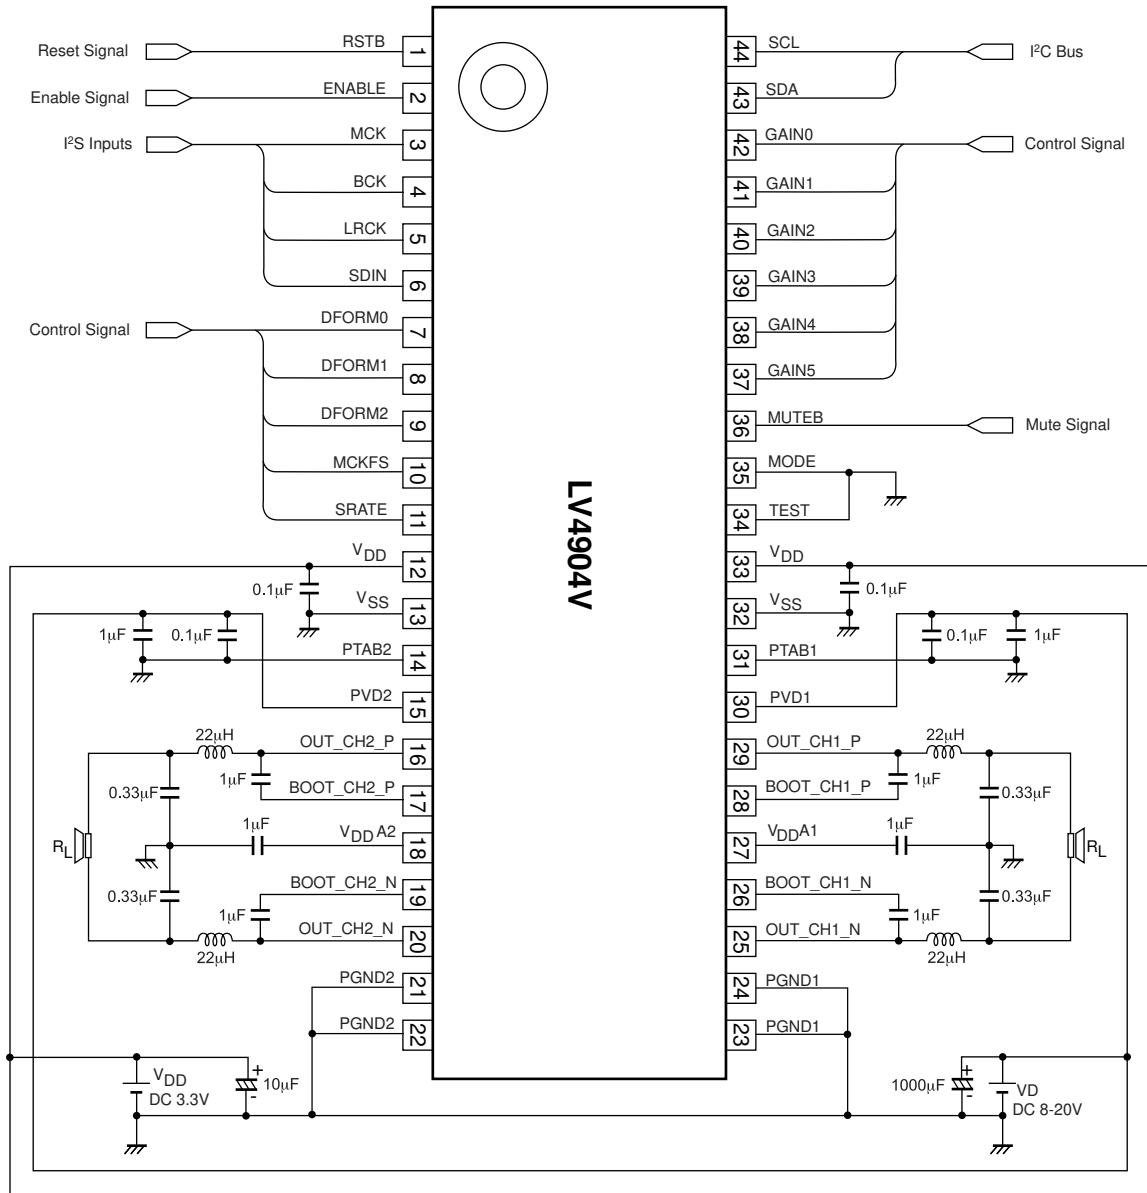 Reset Signal RSTB 1
Enable Signal ENABLE 2
I²S Inputs MCK 3
BCK 4
LRCK 5
SDIN 6
Control Signal DFORM0 7
DFORM1 8
DFORM2 9
MCKFS 10
SRATE 11
VDD 12
0.1µF
VSS 13
1µF 0.1µF
PTAB2 14
PVD2 15
22µH OUT_CH2_P 16
1µF
0.33µF BOOT_CH2_P 17
1µF VDDA2 18
RL
0.33µF BOOT_CH2_N 19
1µF
OUT_CH2_N 20
22µH
PGND2 21
PGND2 22
VDD
DC 3.3V
+
10µF
-
LV4904V
44 SCL I²C Bus
43 SDA
42 GAIN0 Control Signal
41 GAIN1
40 GAIN2
39 GAIN3
38 GAIN4
37 GAIN5
36 MUTEB Mute Signal
35 MODE
34 TEST
33 VDD
0.1µF
32 VSS
0.1µF 1µF
31 PTAB1
30 PVD1
29 OUT_CH1_P 22µH
1µF
28 BOOT_CH1_P 0.33µF
27 VDDA1 1µF
RL
26 BOOT_CH1_N 0.33µF
1µF
25 OUT_CH1_N
22µH
24 PGND1
23 PGND1
1000µF
+
-
VD
DC 8-20V